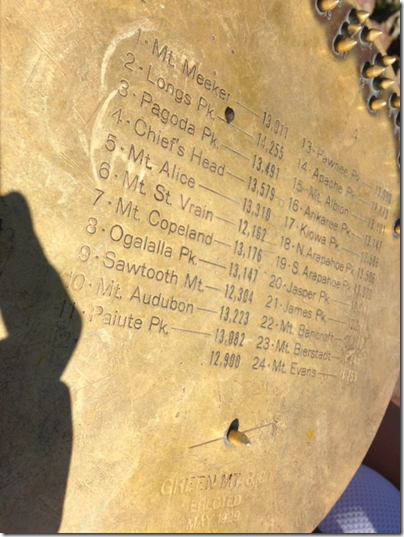 1 · Mt. Meeker — 13,911
2 · Longs Pk. — 14,255
3 · Pagoda Pk. — 13,491
4 · Chief's Head — 13,579
5 · Mt. Alice — 13,310
6 · Mt. St. Vrain — 12,162
7 · Mt. Copeland — 13,176
8 · Ogalalla Pk. — 13,147
9 · Sawtooth Mt. — 12,304
10 · Mt. Audubon — 13,223
11 · Paiute Pk. — 13,082
12,900
13 · Pawnee Pk.
14 · Apache Pk.
15 · Mt. Albion
16 · Arikaree Pk.
17 · Kiowa Pk.
18 · N. Arapahoe Pk.
19 · S. Arapahoe Pk.
20 · Jasper Pk.
21 · James Pk.
22 · Mt. Bancroft
23 · Mt. Bierstadt
24 · Mt. Evans
GREEN MT.
ERECTED
MAY 1929